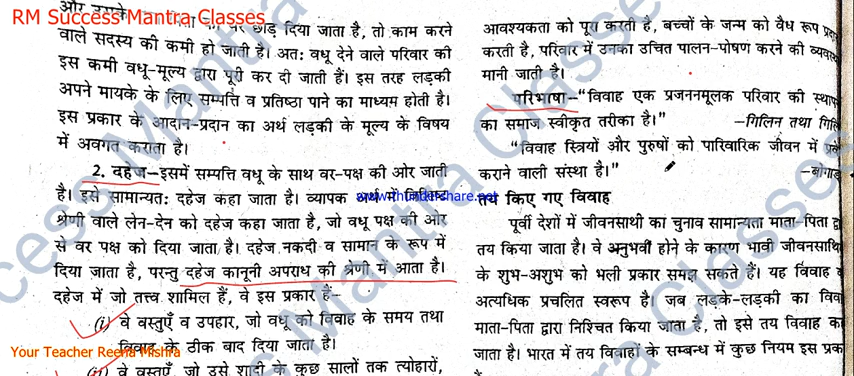 RM Success Mantra Classes
और उसके
छोड़ दिया जाता है, तो काम करने
वाले सदस्य की कमी हो जाती है। अतः वधू देने वाले परिवार की
इस कमी वधू-मूल्य द्वारा पूरी कर दी जाती हैं। इस तरह लड़की
अपने मायके के लिए सम्पत्ति व प्रतिष्ठा पाने का माध्यम होती है।
इस प्रकार के आदान-प्रदान का अर्थ लड़की के मूल्य के विषय
में अवगत कराता है।
2. दहेज–इसमें सम्पत्ति वधू के साथ वर-पक्ष की ओर जाती
है। इसे सामान्यतः दहेज कहा जाता है। व्यापक अर्थ में विशिष्ट
श्रेणी वाले लेन-देन को दहेज कहा जाता है, जो वधू पक्ष की ओर
से वर पक्ष को दिया जाता है। दहेज नकदी व सामान के रूप में
दिया जाता है, परन्तु दहेज कानूनी अपराध की श्रेणी में आता है।
दहेज में जो तत्त्व शामिल हैं, वे इस प्रकार हैं–
(i) वे वस्तुएँ व उपहार, जो वधू को विवाह के समय तथा
विवाह के ठीक बाद दिया जाता है।
(ii) वे वस्तुएँ, जो उसे शादी के कुछ सालों तक त्योहारों,
Your Teacher Reena Mishra
आवश्यकता को पूरा करती है, बच्चों के जन्म को वैध रूप
करती है, परिवार में उनका उचित पालन-पोषण करने की
मानी जाती है।
परिभाषा–"विवाह एक प्रजननमूलक परिवार की
का समाज स्वीकृत तरीका है।" –गिलिन तथा
"विवाह स्त्रियों और पुरुषों को पारिवारिक जीवन में
कराने वाली संस्था है।"
तय किए गए विवाह
पूर्वी देशों में जीवनसाथी का चुनाव सामान्यता माता-पिता
तय किया जाता है। वे अनुभवी होने के कारण भावी
के शुभ-अशुभ को भली प्रकार समझ सकते हैं। यह विवाह
अत्यधिक प्रचलित स्वरूप है। जब लड़के-लड़की का
माता-पिता द्वारा निश्चित किया जाता है, तो इसे तय विवाह
जाता है। भारत में तय विवाहों के सम्बन्ध में कुछ नियम इस